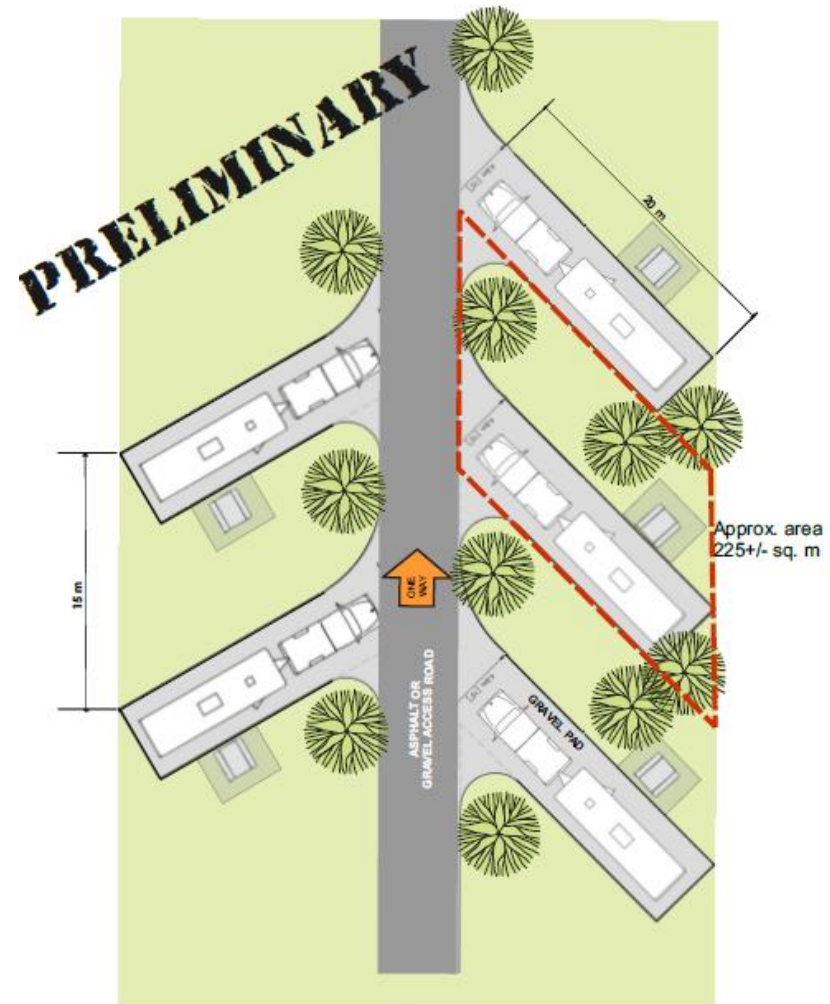 PRELIMINARY
20 m
Approx. area
225+/- sq. m
15 m
ONE
WAY
ASPHALT OR
GRAVEL ACCESS ROAD
GRAVEL PAD